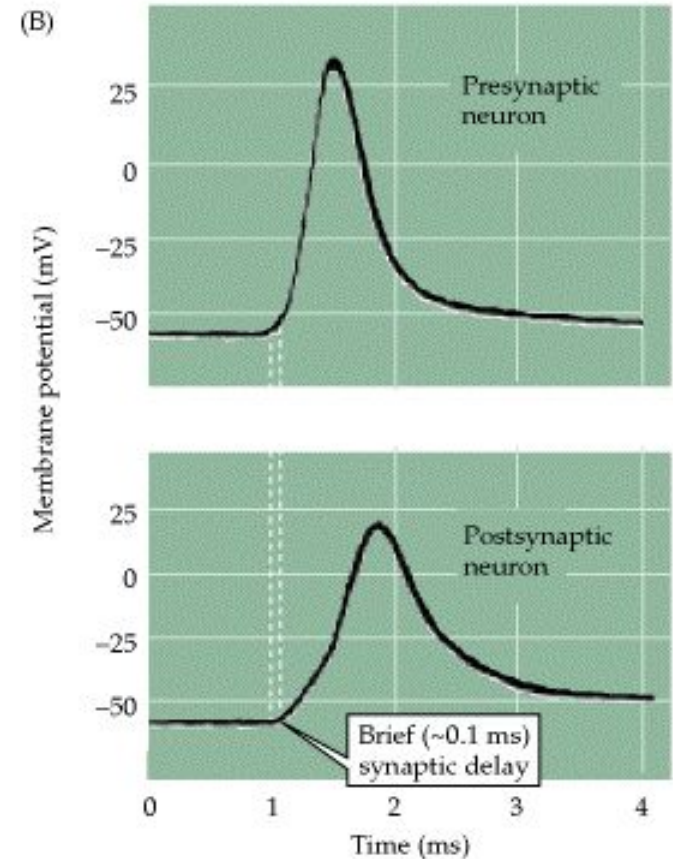 (B)
Membrane potential (mV)
25
0
–25
–50
Presynaptic
neuron
25
0
–25
–50
Postsynaptic
neuron
Brief (~0.1 ms)
synaptic delay
0 1 2 3 4
Time (ms)